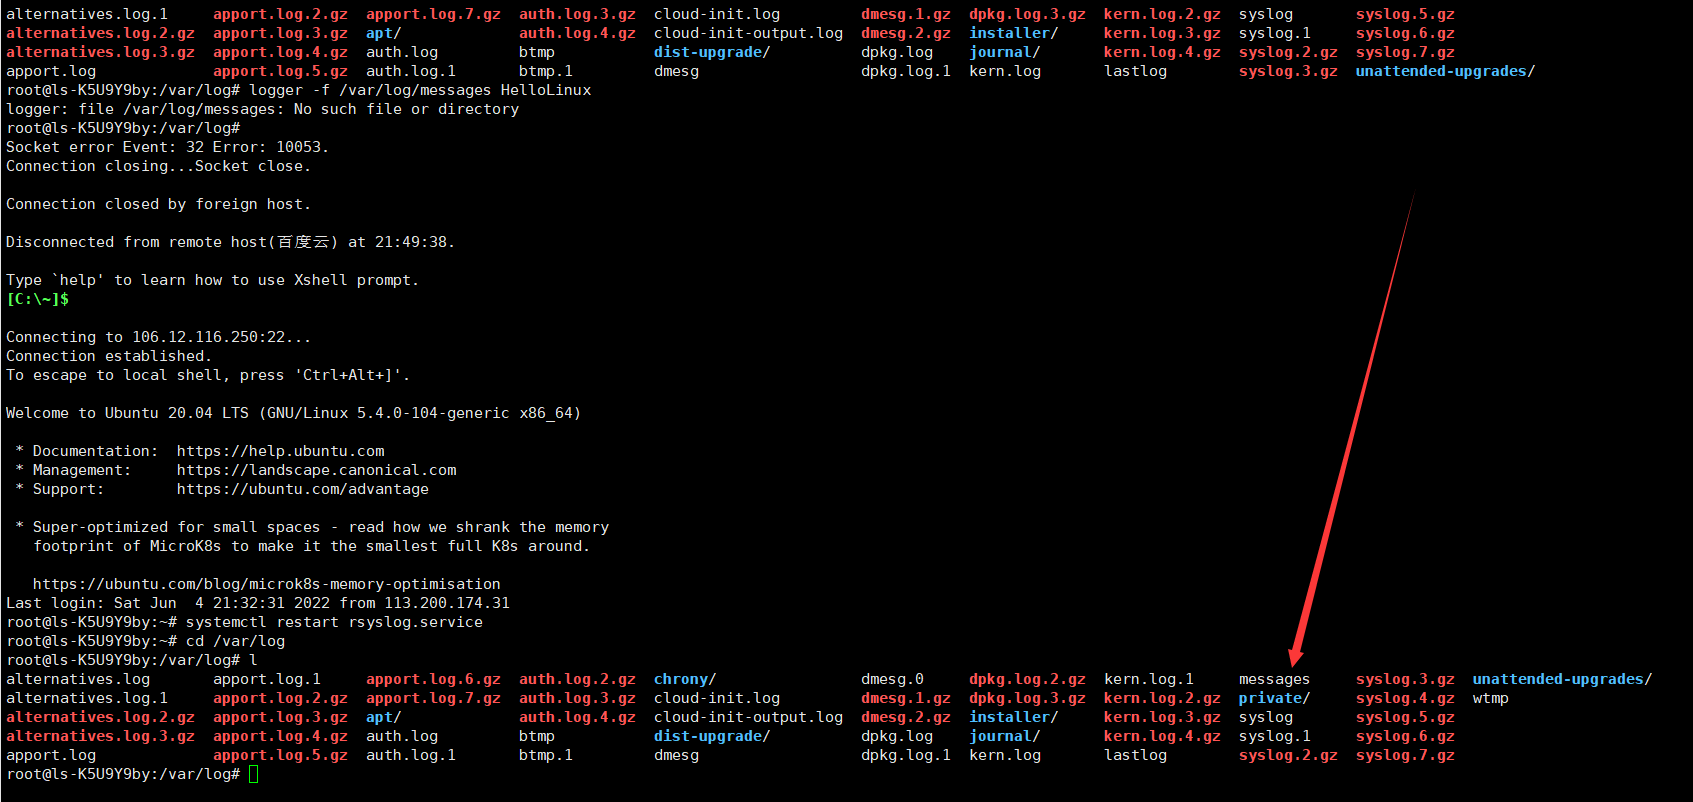 alternatives.log.1 apport.log.2.gz apport.log.7.gz auth.log.3.gz cloud-init.log dmesg.1.gz dpkg.log.3.gz kern.log.2.gz syslog syslog.5.gz
alternatives.log.2.gz apport.log.3.gz apt/ auth.log.4.gz cloud-init-output.log dmesg.2.gz installer/ kern.log.3.gz syslog.1 syslog.6.gz
alternatives.log.3.gz apport.log.4.gz auth.log btmp dist-upgrade/ dpkg.log journal/ kern.log.4.gz syslog.2.gz syslog.7.gz
apport.log apport.log.5.gz auth.log.1 btmp.1 dmesg dpkg.log.1 kern.log lastlog syslog.3.gz unattended-upgrades/
root@ls-K5U9Y9by:/var/log# logger -f /var/log/messages HelloLinux
logger: file /var/log/messages: No such file or directory
root@ls-K5U9Y9by:/var/log#
Socket error Event: 32 Error: 10053.
Connection closing...Socket close.
Connection closed by foreign host.
Disconnected from remote host(百度云) at 21:49:38.
Type `help' to learn how to use Xshell prompt.
[C:\~]$
Connecting to 106.12.116.250:22...
Connection established.
To escape to local shell, press 'Ctrl+Alt+]'.
Welcome to Ubuntu 20.04 LTS (GNU/Linux 5.4.0-104-generic x86_64)
* Documentation: https://help.ubuntu.com
* Management: https://landscape.canonical.com
* Support: https://ubuntu.com/advantage
* Super-optimized for small spaces - read how we shrank the memory
footprint of MicroK8s to make it the smallest full K8s around.
https://ubuntu.com/blog/microk8s-memory-optimisation
Last login: Sat Jun 4 21:32:31 2022 from 113.200.174.31
root@ls-K5U9Y9by:~# systemctl restart rsyslog.service
root@ls-K5U9Y9by:~# cd /var/log
root@ls-K5U9Y9by:/var/log# l
alternatives.log apport.log.1 apport.log.6.gz auth.log.2.gz chrony/ dmesg.0 dpkg.log.2.gz kern.log.1 messages syslog.3.gz unattended-upgrades/
alternatives.log.1 apport.log.2.gz apport.log.7.gz auth.log.3.gz cloud-init.log dmesg.1.gz dpkg.log.3.gz kern.log.2.gz private/ syslog.4.gz wtmp
alternatives.log.2.gz apport.log.3.gz apt/ auth.log.4.gz cloud-init-output.log dmesg.2.gz installer/ kern.log.3.gz syslog syslog.5.gz
alternatives.log.3.gz apport.log.4.gz auth.log btmp dist-upgrade/ dpkg.log journal/ kern.log.4.gz syslog.1 syslog.6.gz
apport.log apport.log.5.gz auth.log.1 btmp.1 dmesg dpkg.log.1 kern.log lastlog syslog.2.gz syslog.7.gz
root@ls-K5U9Y9by:/var/log#